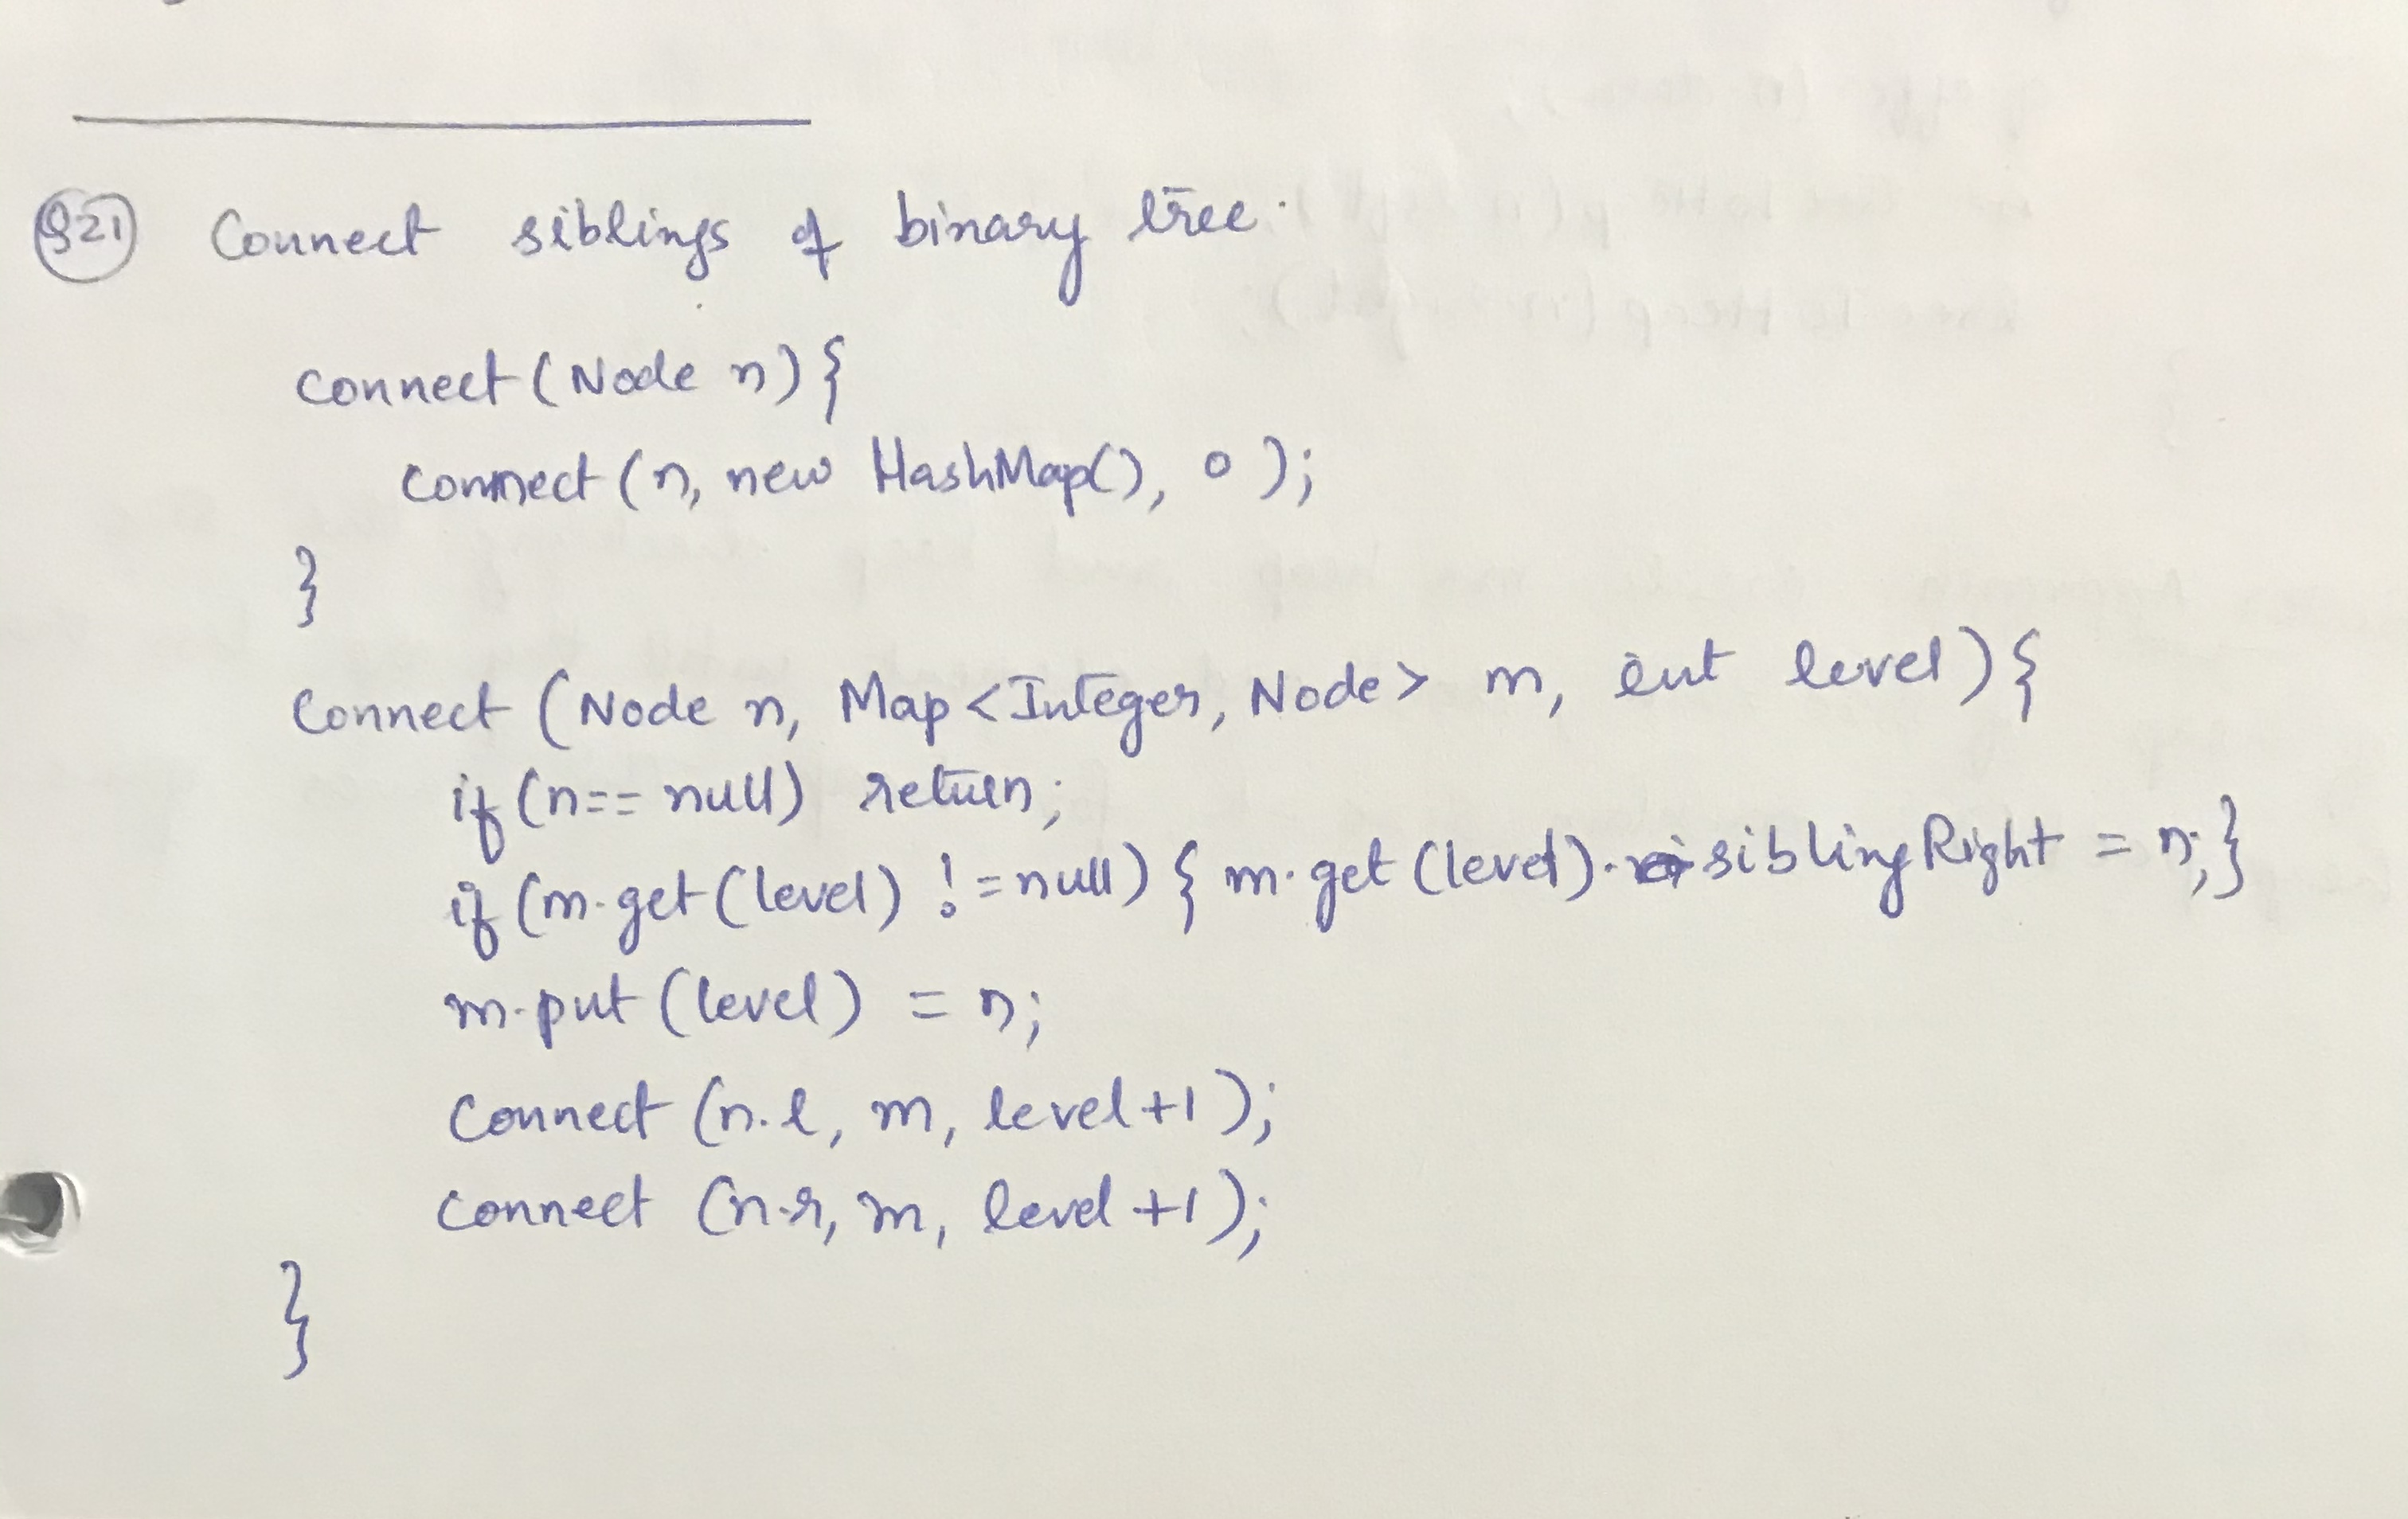 S21 Connect siblings of binary tree.
connect (Node n) {
connect (n, new HashMap(), 0 );
}
connect (Node n, Map<Integer, Node> m, int level) {
if (n == null) return;
if (m.get(level) != null) { m.get(level).siblingRight = n; }
m.put(level) = n;
connect (n.l, m, level+1);
connect (n.r, m, level+1);
}